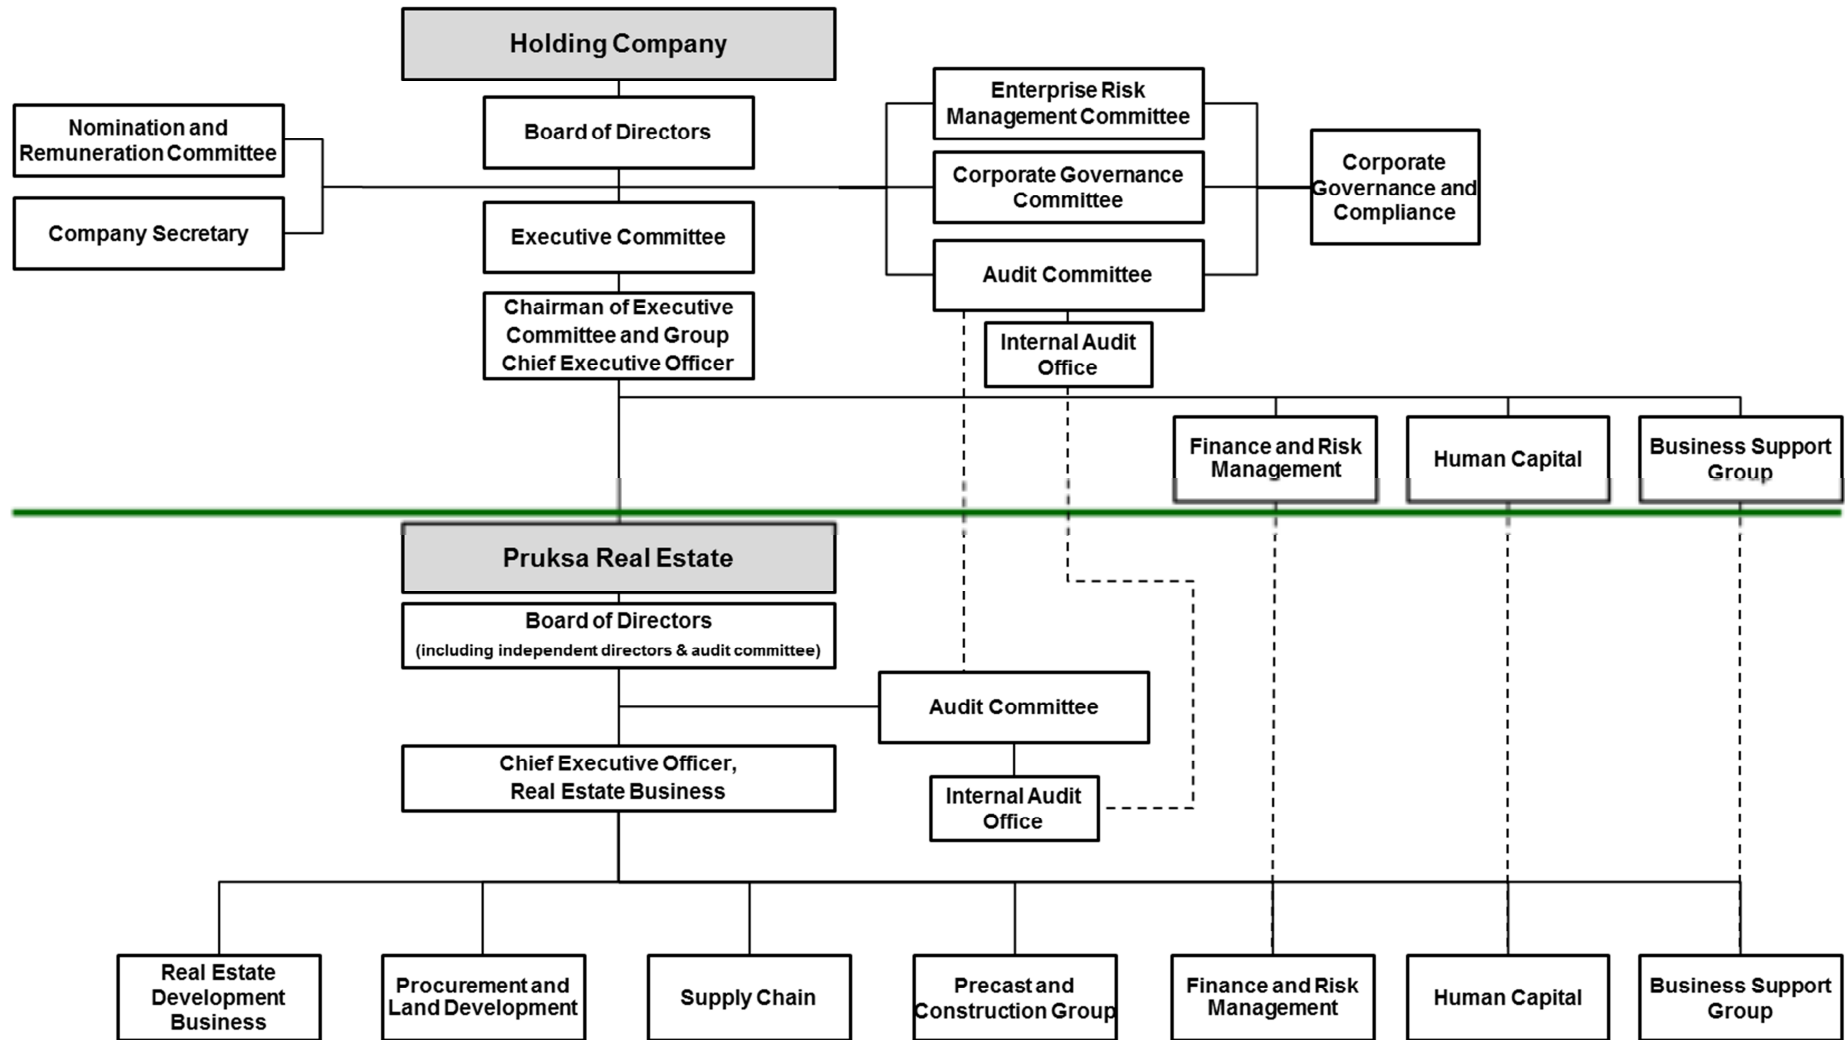 Holding Company
Nomination and
Remuneration Committee
Company Secretary
Board of Directors
Executive Committee
Chairman of Executive
Committee and Group
Chief Executive Officer
Enterprise Risk
Management Committee
Corporate Governance
Committee
Audit Committee
Internal Audit
Office
Corporate
Governance and
Compliance
Finance and Risk
Management
Human Capital
Business Support
Group
Pruksa Real Estate
Board of Directors
(including independent directors & audit committee)
Audit Committee
Chief Executive Officer,
Real Estate Business
Internal Audit
Office
Real Estate
Development
Business
Procurement and
Land Development
Supply Chain
Precast and
Construction Group
Finance and Risk
Management
Human Capital
Business Support
Group